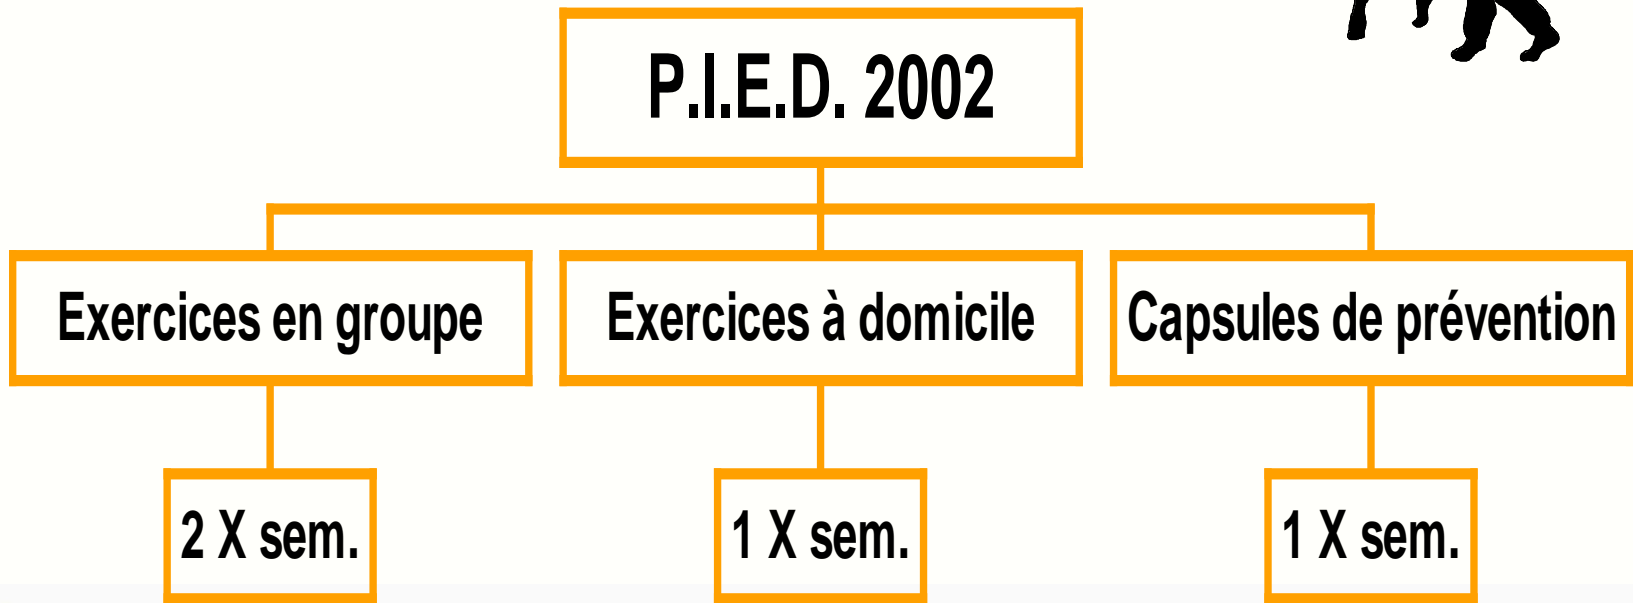 P.I.E.D. 2002
Exercices en groupe
Exercices à domicile
Capsules de prévention
2 X sem.
1 X sem.
1 X sem.